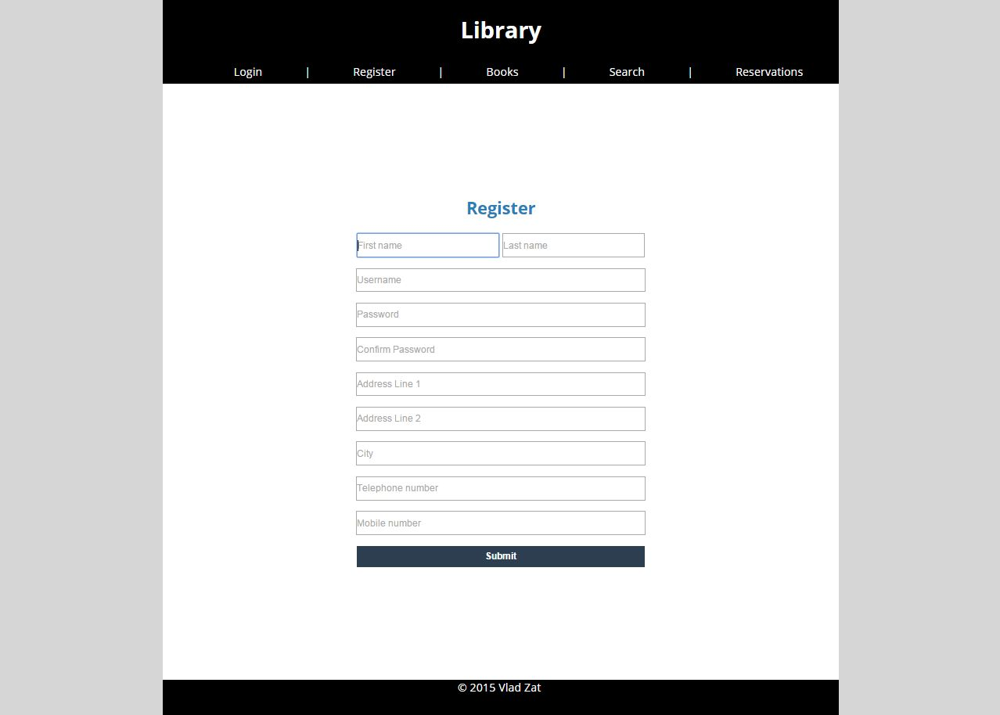 Library
Login | Register | Books | Search | Reservations
Register
First name Last name
Username
Password
Confirm Password
Address Line 1
Address Line 2
City
Telephone number
Mobile number
Submit
© 2015 Vlad Zat